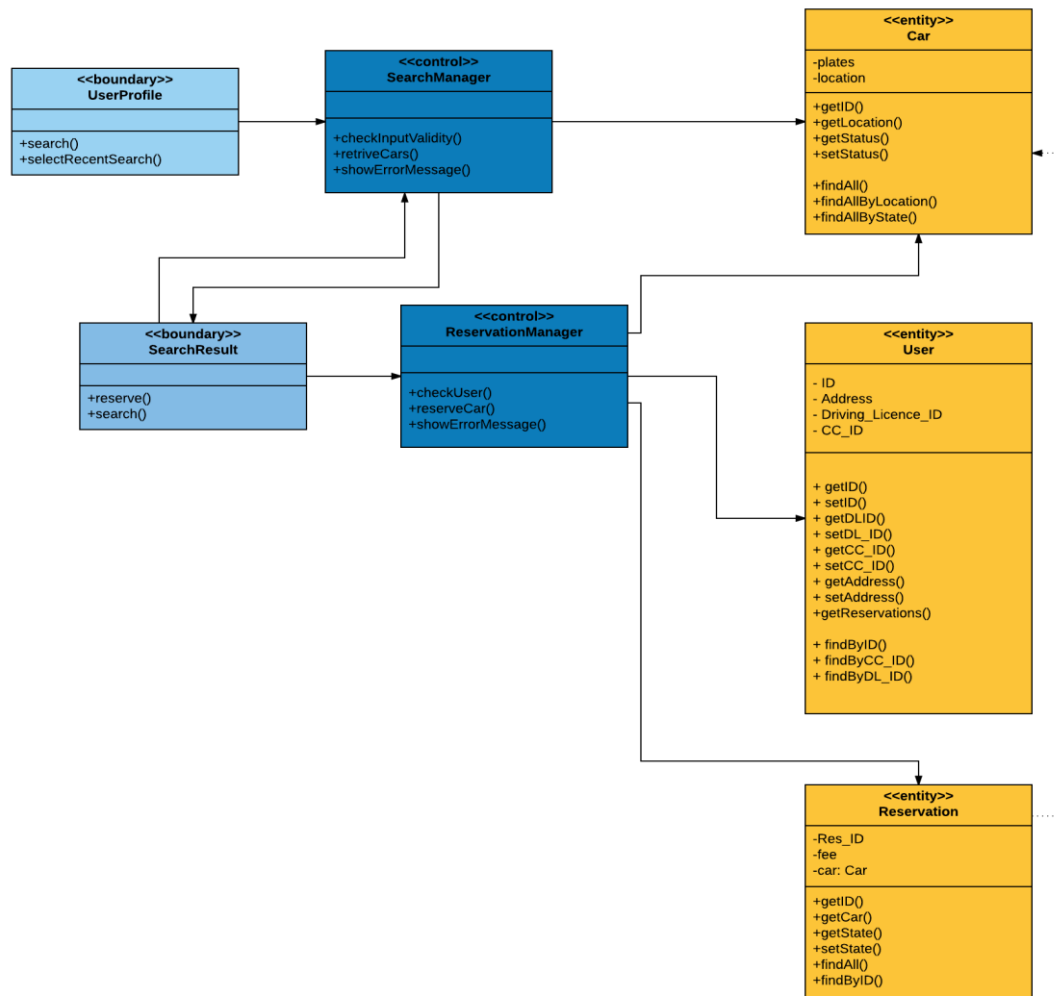 <<boundary>>
UserProfile
+search()
+selectRecentSearch()
<<control>>
SearchManager
+checkInputValidity()
+retriveCars()
+showErrorMessage()
<<entity>>
Car
-plates
-location
+getID()
+getLocation()
+getStatus()
+setStatus()
+findAll()
+findAllByLocation()
+findAllByState()
<<boundary>>
SearchResult
+reserve()
+search()
<<control>>
ReservationManager
+checkUser()
+reserveCar()
+showErrorMessage()
<<entity>>
User
- ID
- Address
- Driving_Licence_ID
- CC_ID
+ getID()
+ setID()
+ getDLID()
+ setDL_ID()
+ getCC_ID()
+ setCC_ID()
+ getAddress()
+ setAddress()
+getReservations()
+ findByID()
+ findByCC_ID()
+ findByDL_ID()
<<entity>>
Reservation
-Res_ID
-fee
-car: Car
+getID()
+getCar()
+getState()
+setState()
+findAll()
+findByID()